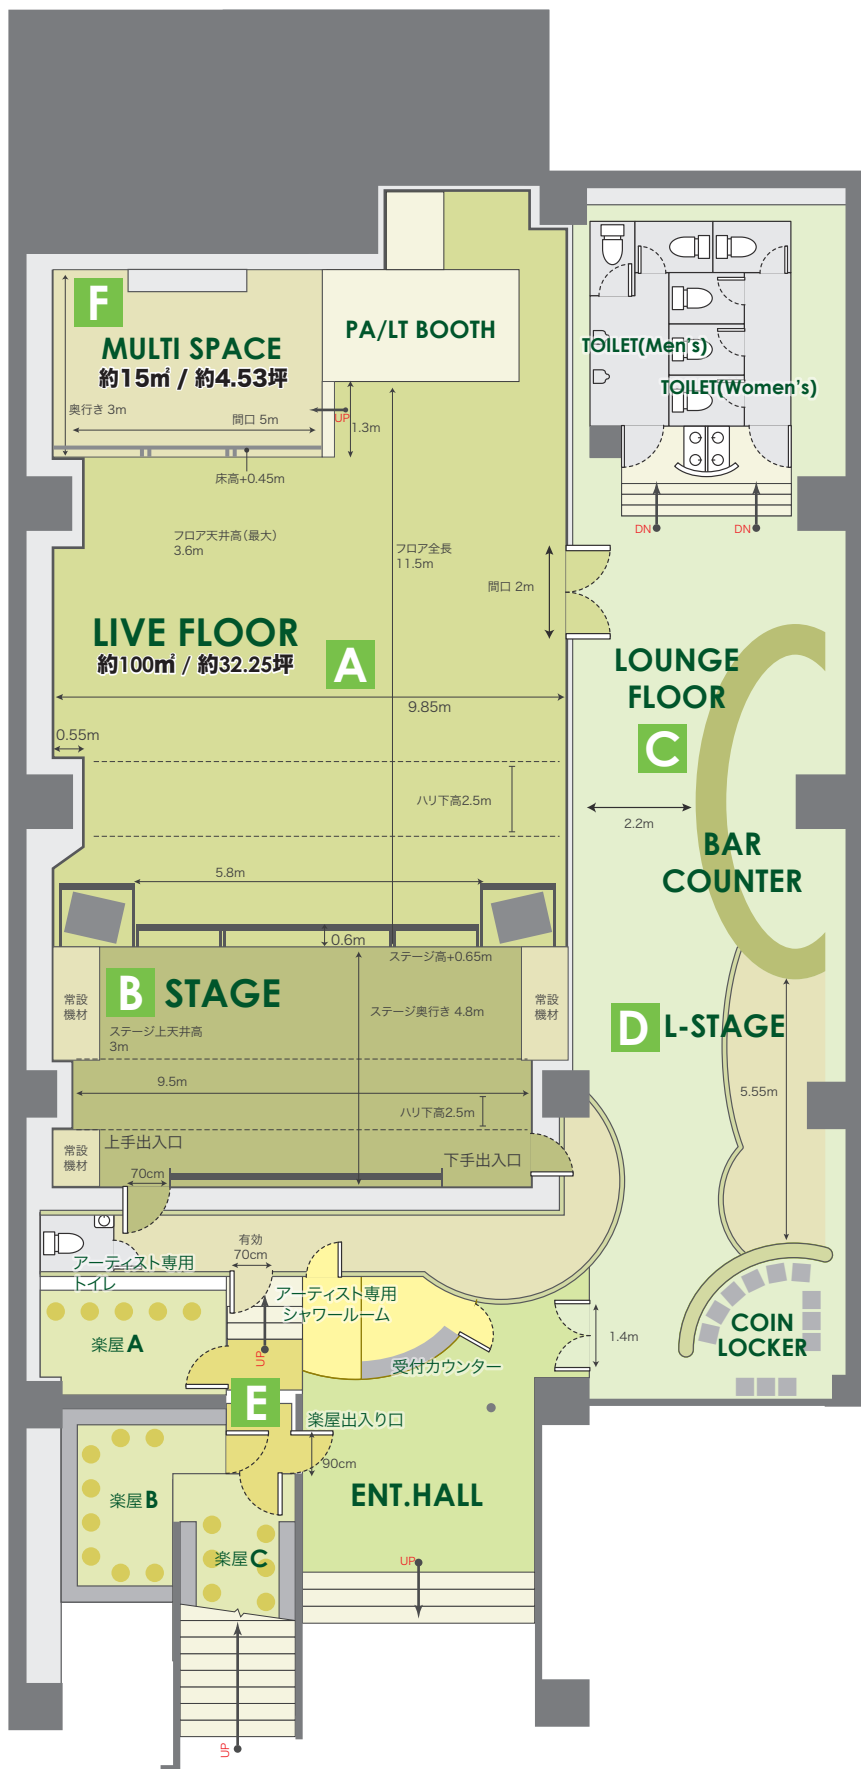 F
MULTI SPACE
約15㎡ / 約4.53坪
奥行き 3m
間口 5m
PA/LT BOOTH
UP
1.3m
床高+0.45m
TOILET(Men's)
TOILET(Women's)
DN
DN
フロア天井高(最大)
3.6m
フロア全長
11.5m
間口 2m
LIVE FLOOR
約100㎡ / 約32.25坪
A
9.85m
0.55m
ハリ下高2.5m
LOUNGE
FLOOR
C
2.2m
BAR
COUNTER
5.8m
0.6m
ステージ高+0.65m
常設
機材
B STAGE
ステージ奥行き 4.8m
常設
機材
ステージ上天井高
3m
D L-STAGE
5.55m
9.5m
ハリ下高2.5m
常設
機材
上手出入口
下手出入口
70cm
有効
70cm
アーティスト専用
トイレ
アーティスト専用
シャワールーム
楽屋A
UP
受付カウンター
1.4m
COIN
LOCKER
E
楽屋出入り口
90cm
楽屋B
ENT.HALL
楽屋C
UP
UP